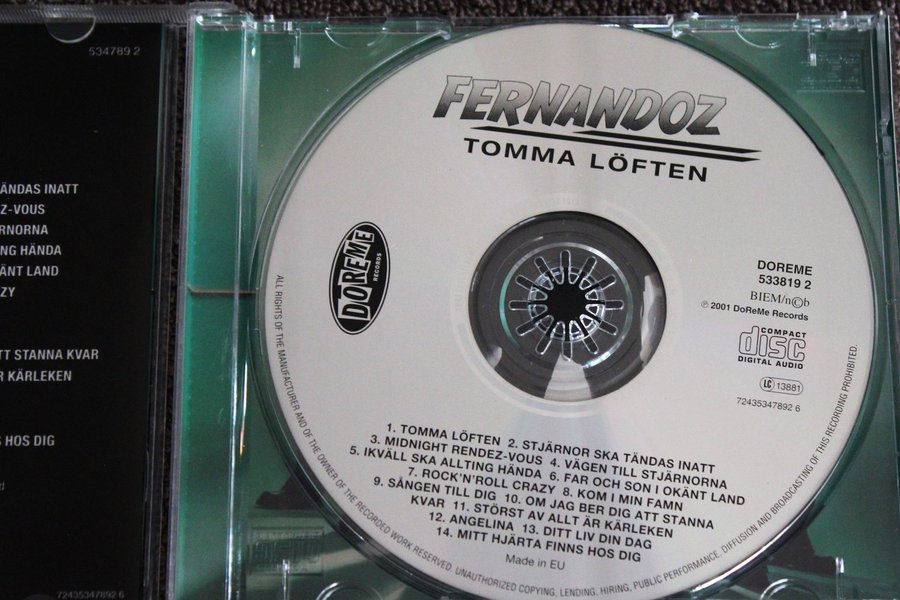 534789 2
TÄNDAS INATT
Z-VOUS
RNORNA
NG HÄNDA
KÄNT LAND
ZY
TT STANNA KVAR
R KÄRLEKEN
S HOS DIG
72435347892 6
FERNANDOZ
TOMMA LÖFTEN
DOREME
RECORDS
DOREME
533819 2
BIEM/n©b
℗ 2001 DoReMe Records
COMPACT
disc
DIGITAL AUDIO
LC 13881
72435347892 6
1. TOMMA LÖFTEN 2. STJÄRNOR SKA TÄNDAS INATT
3. MIDNIGHT RENDEZ-VOUS 4. VÄGEN TILL STJÄRNORNA
5. IKVÄLL SKA ALLTING HÄNDA 6. FAR OCH SON I OKÄNT LAND
7. ROCK'N'ROLL CRAZY 8. KOM I MIN FAMN
9. SÅNGEN TILL DIG 10. OM JAG BER DIG ATT STANNA
KVAR 11. STÖRST AV ALLT ÄR KÄRLEKEN
12. ANGELINA 13. DITT LIV DIN DAG
14. MITT HJÄRTA FINNS HOS DIG
Made in EU
ALL RIGHTS OF THE MANUFACTURER AND OF THE OWNER OF THE RECORDED WORK RESERVED. UNAUTHORIZED COPYING, LENDING, HIRING, PUBLIC PERFORMANCE, DIFFUSION AND BROADCASTING OF THIS RECORDING PROHIBITED.